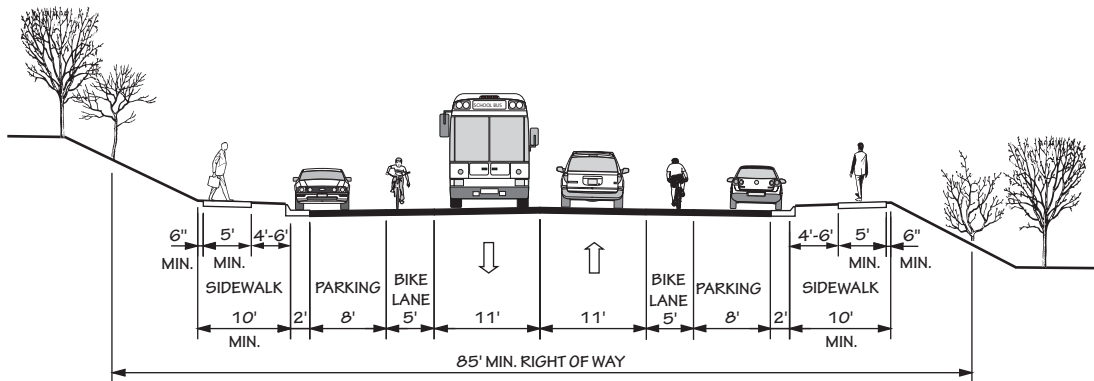 SCHOOL BUS
6" 5' 4'-6' 4'-6' 5' 6"
MIN. MIN. MIN. MIN.
SIDEWALK PARKING BIKE LANE BIKE LANE PARKING SIDEWALK
10' 2' 8' 5' 11' 11' 5' 8' 2' 10'
MIN. MIN.
85' MIN. RIGHT OF WAY